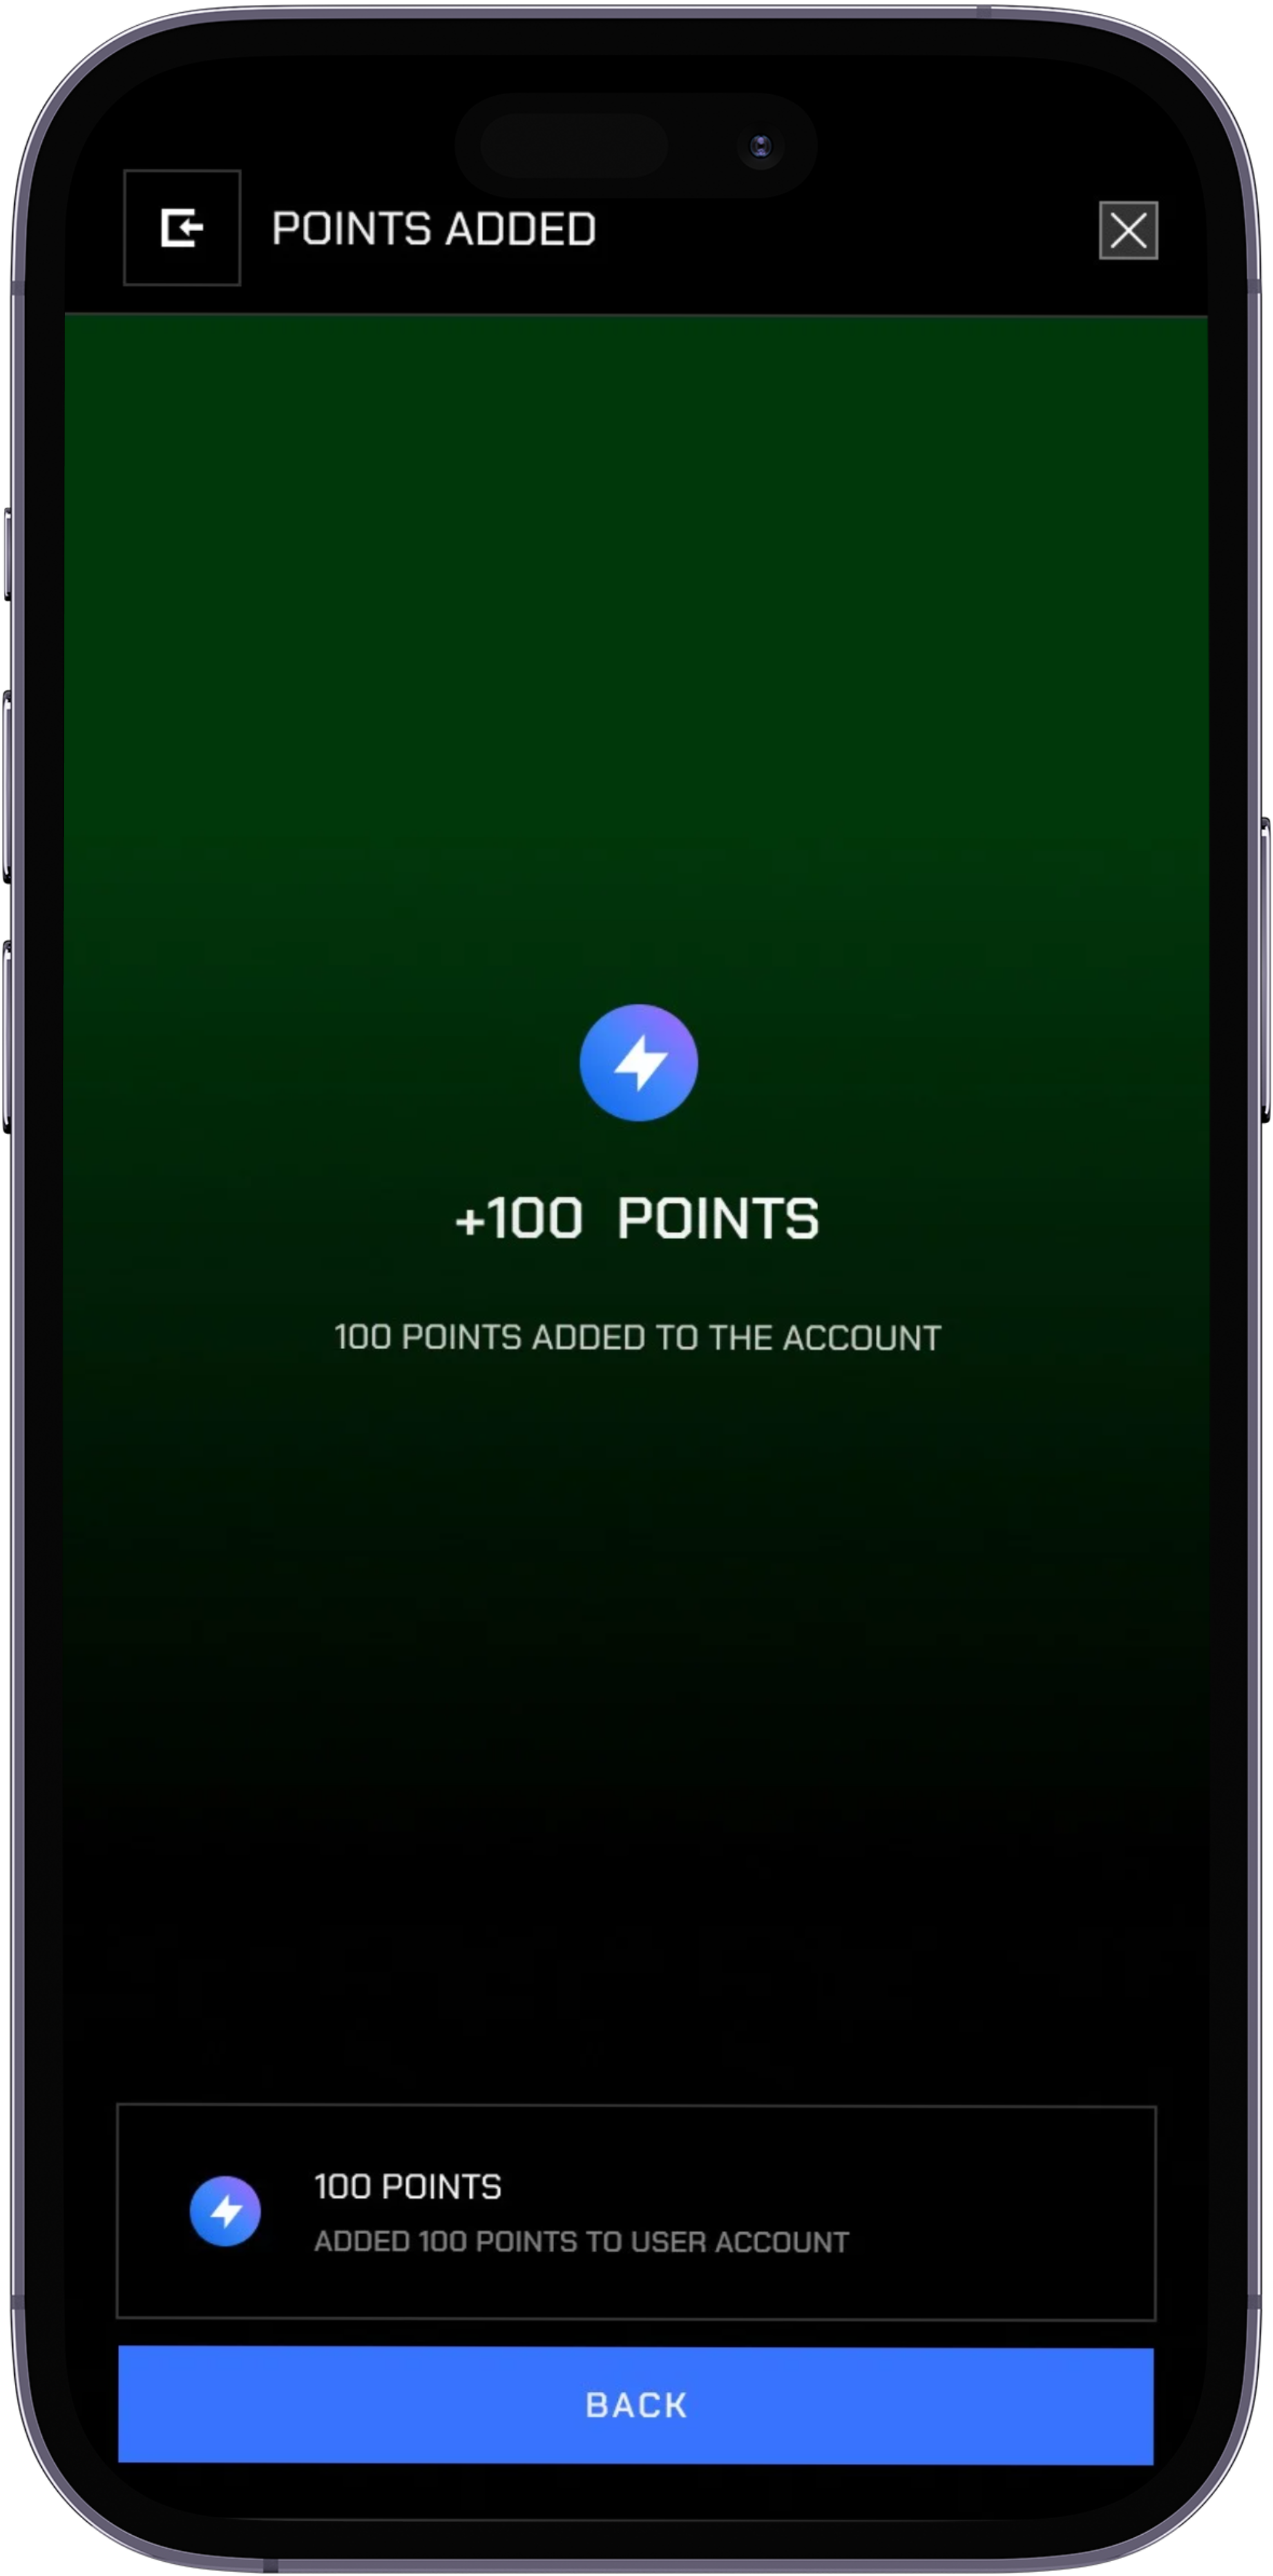 POINTS ADDED
+100 POINTS
100 POINTS ADDED TO THE ACCOUNT
100 POINTS
ADDED 100 POINTS TO USER ACCOUNT
BACK